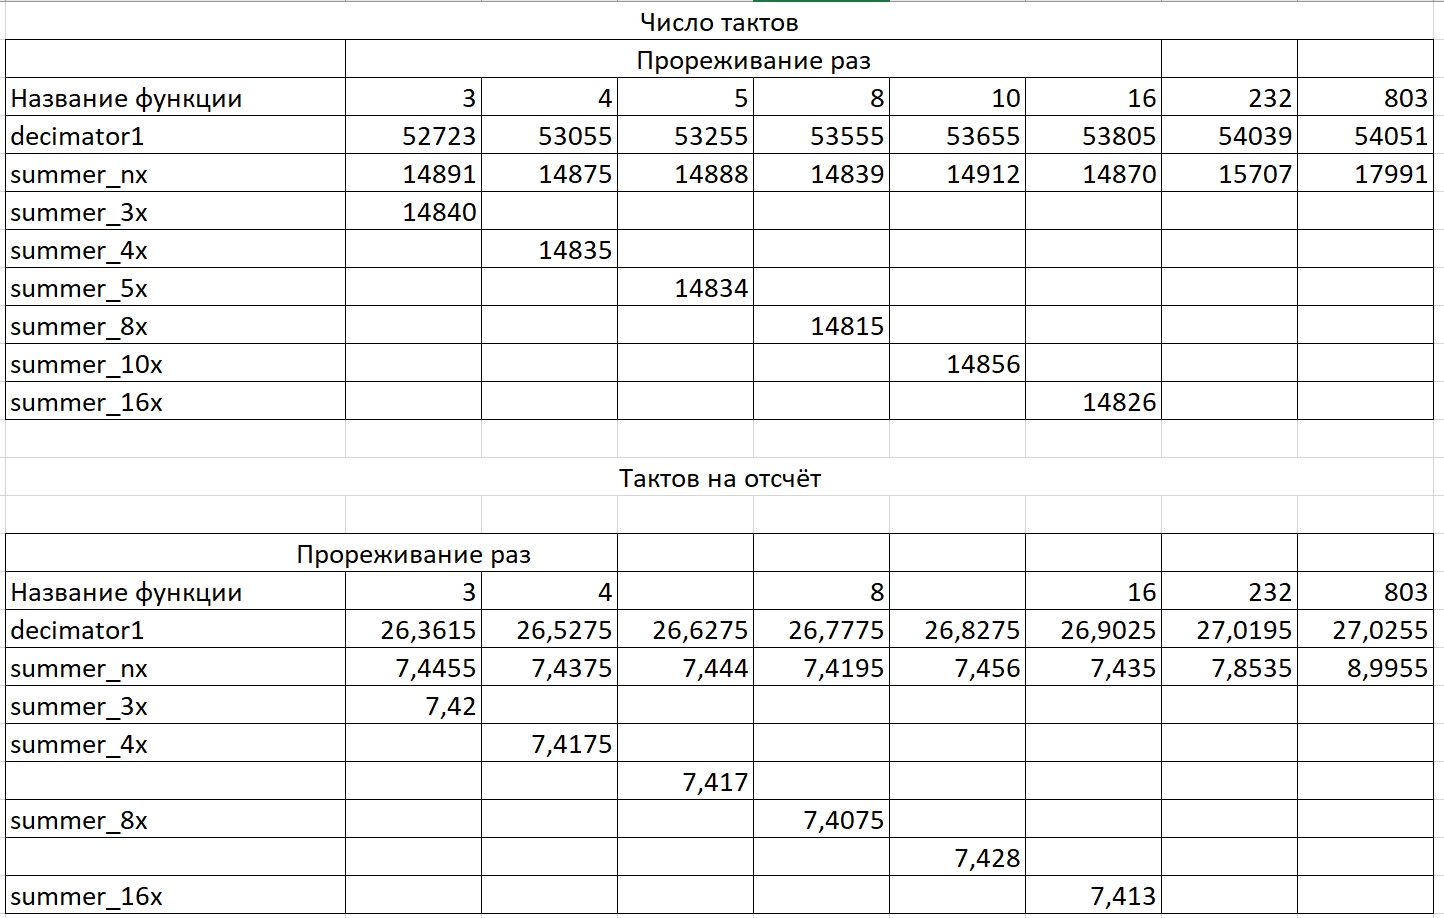 Число тактов
Прореживание раз
Название функции 3 4 5 8 10 16 232 803
decimator1 52723 53055 53255 53555 53655 53805 54039 54051
summer_nx 14891 14875 14888 14839 14912 14870 15707 17991
summer_3x 14840
summer_4x 14835
summer_5x 14834
summer_8x 14815
summer_10x 14856
summer_16x 14826
Тактов на отсчёт
Прореживание раз
Название функции 3 4 8 16 232 803
decimator1 26,3615 26,5275 26,6275 26,7775 26,8275 26,9025 27,0195 27,0255
summer_nx 7,4455 7,4375 7,444 7,4195 7,456 7,435 7,8535 8,9955
summer_3x 7,42
summer_4x 7,4175
7,417
summer_8x 7,4075
7,428
summer_16x 7,413